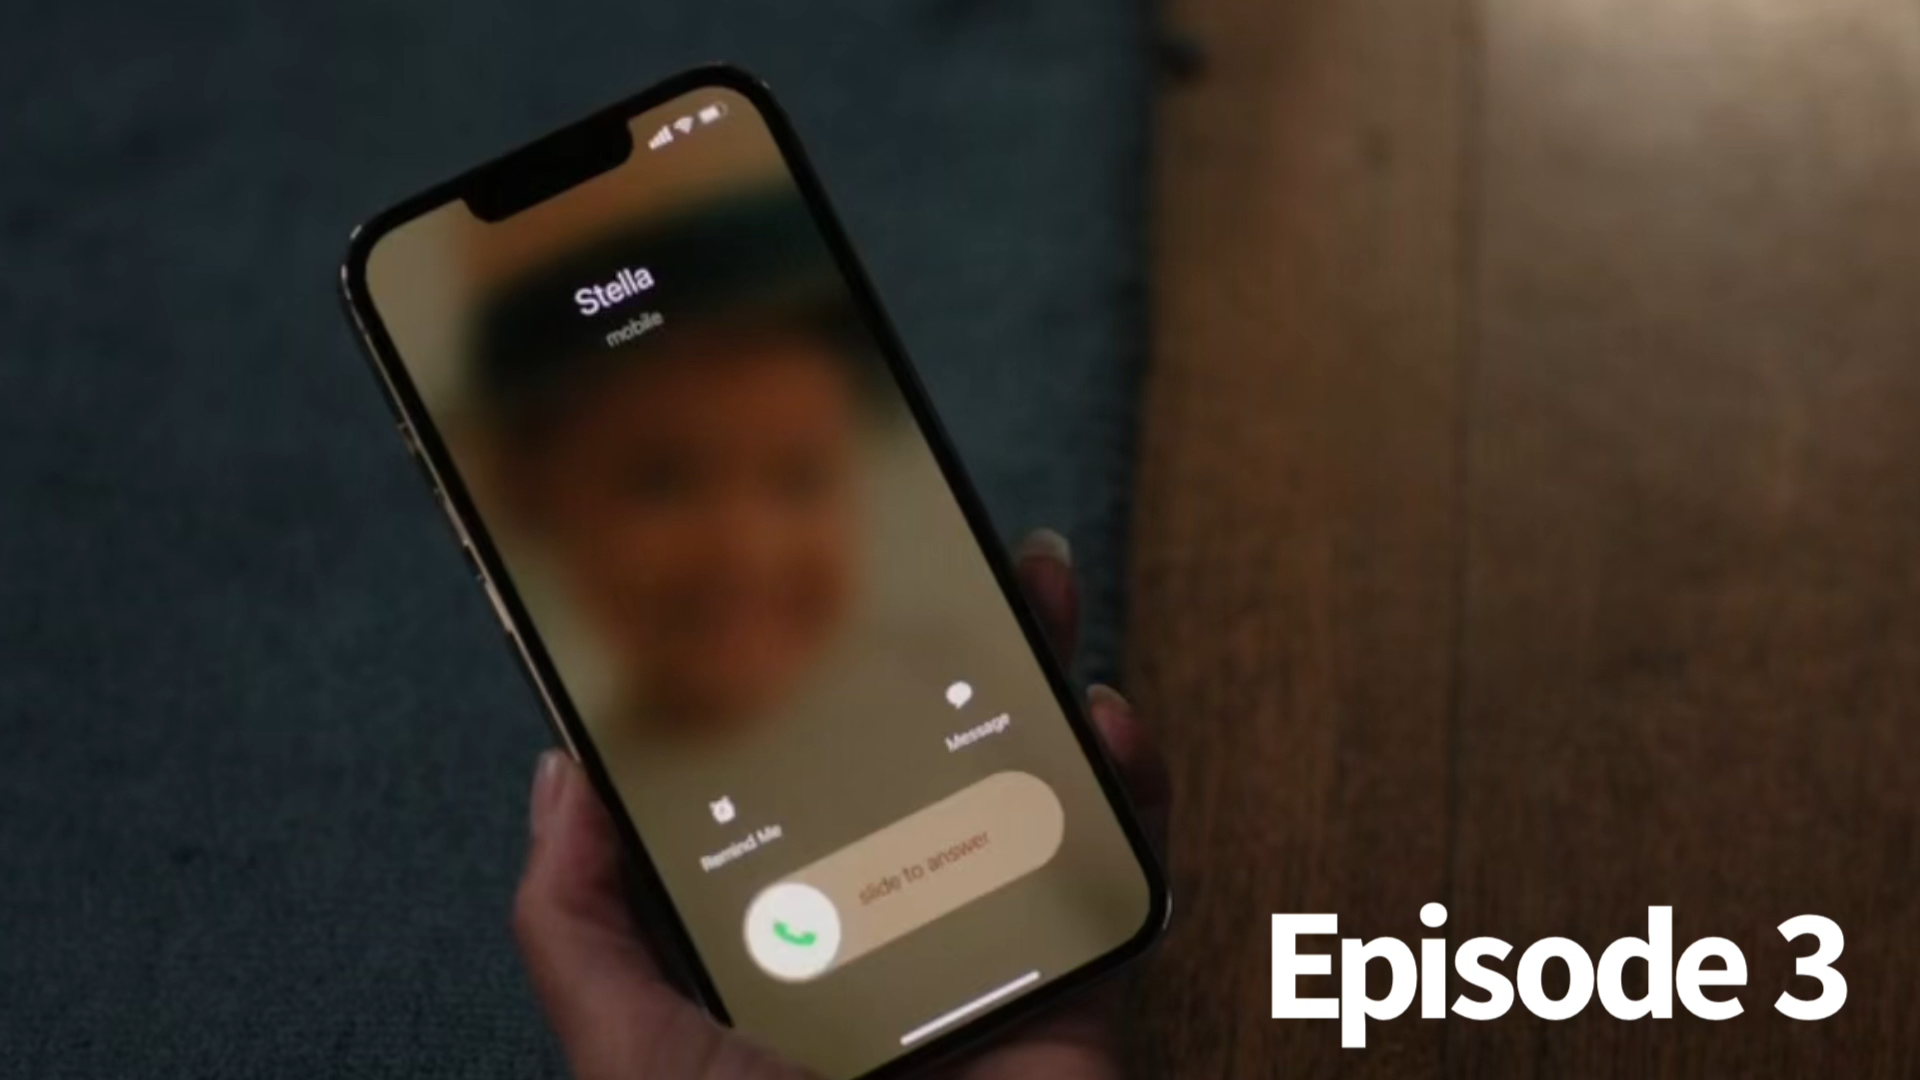 Stella
mobile
Message
Remind Me
slide to answer
Episode 3